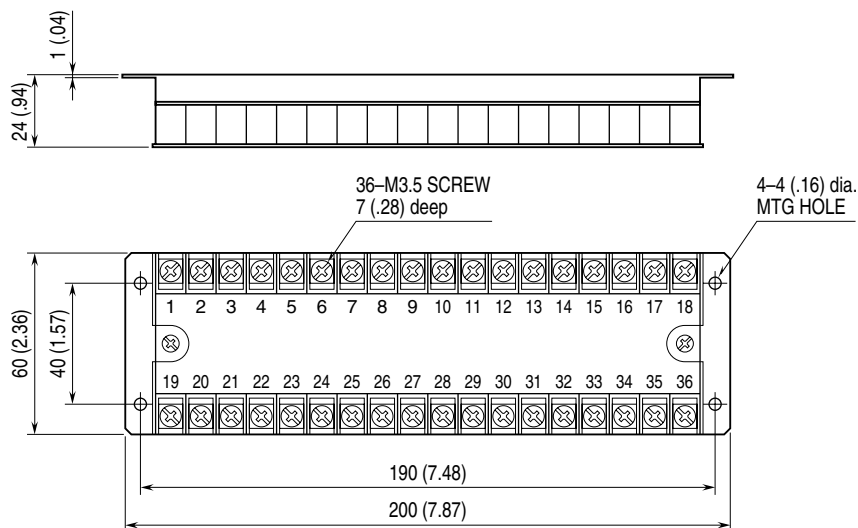 1 (.04)
24 (.94)
36–M3.5 SCREW
7 (.28) deep
4–4 (.16) dia.
MTG HOLE
60 (2.36)
40 (1.57)
1 2 3 4 5 6 7 8 9 10 11 12 13 14 15 16 17 18
19 20 21 22 23 24 25 26 27 28 29 30 31 32 33 34 35 36
190 (7.48)
200 (7.87)